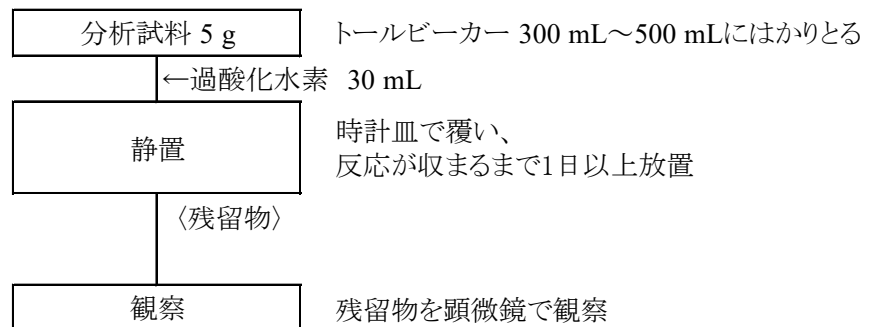 分析試料 5 g
トールビーカー 300 mL～500 mLにはかりとる
←過酸化水素 30 mL
静置
時計皿で覆い、
反応が収まるまで1日以上放置
〈残留物〉
観察
残留物を顕微鏡で観察